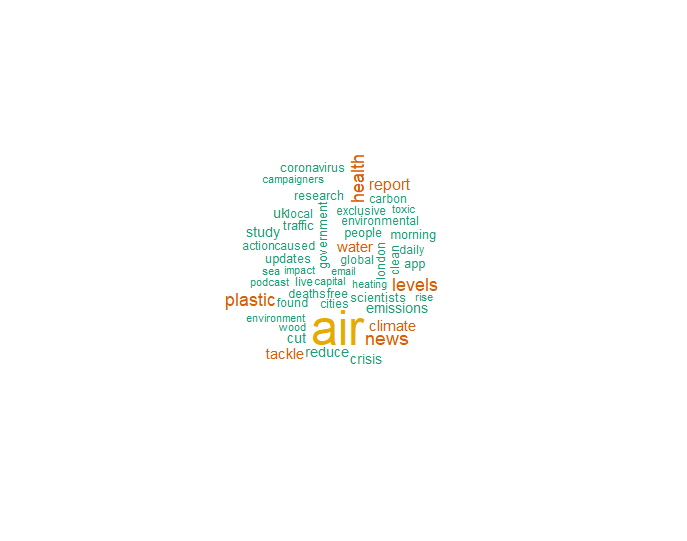 coronavirus
campaigners
health
report
research
carbon
uk
local
exclusive
toxic
traffic
government
environmental
study
people
morning
action
caused
water
london
clean
daily
updates
global
app
sea
impact
email
podcast
live
capital
heating
levels
plastic
found
deaths
free
cities
scientists
rise
emissions
environment
wood
air
climate
cut
news
tackle
reduce
crisis